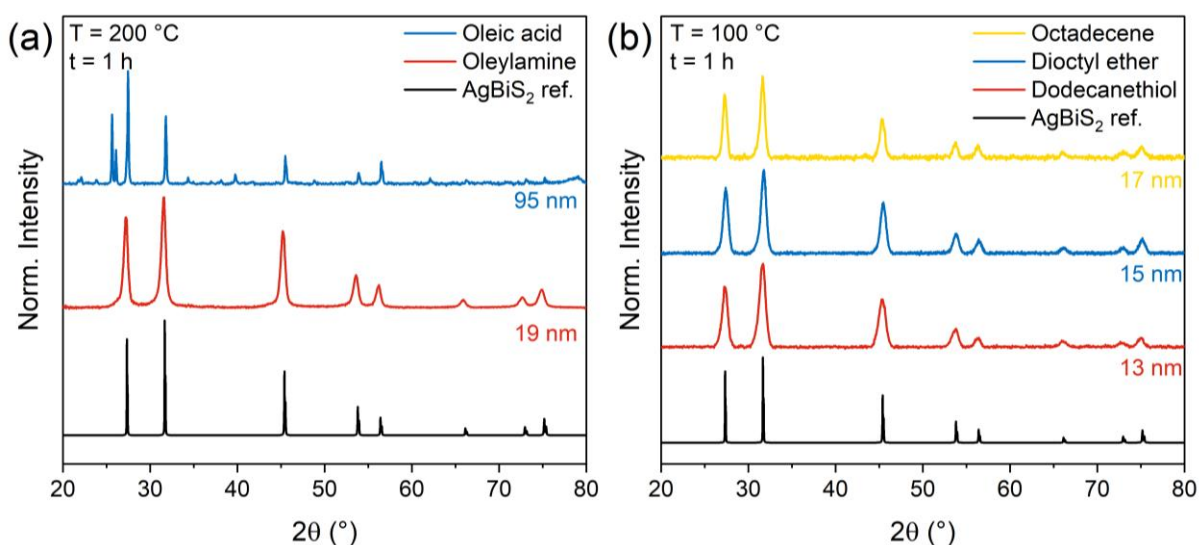 (a)
T = 200 °C
t = 1 h
Oleic acid
Oleylamine
AgBiS₂ ref.
95 nm
19 nm
Norm. Intensity
20 30 40 50 60 70 80
2θ (°)
(b)
T = 100 °C
t = 1 h
Octadecene
Dioctyl ether
Dodecanethiol
AgBiS₂ ref.
17 nm
15 nm
13 nm
Norm. Intensity
20 30 40 50 60 70 80
2θ (°)